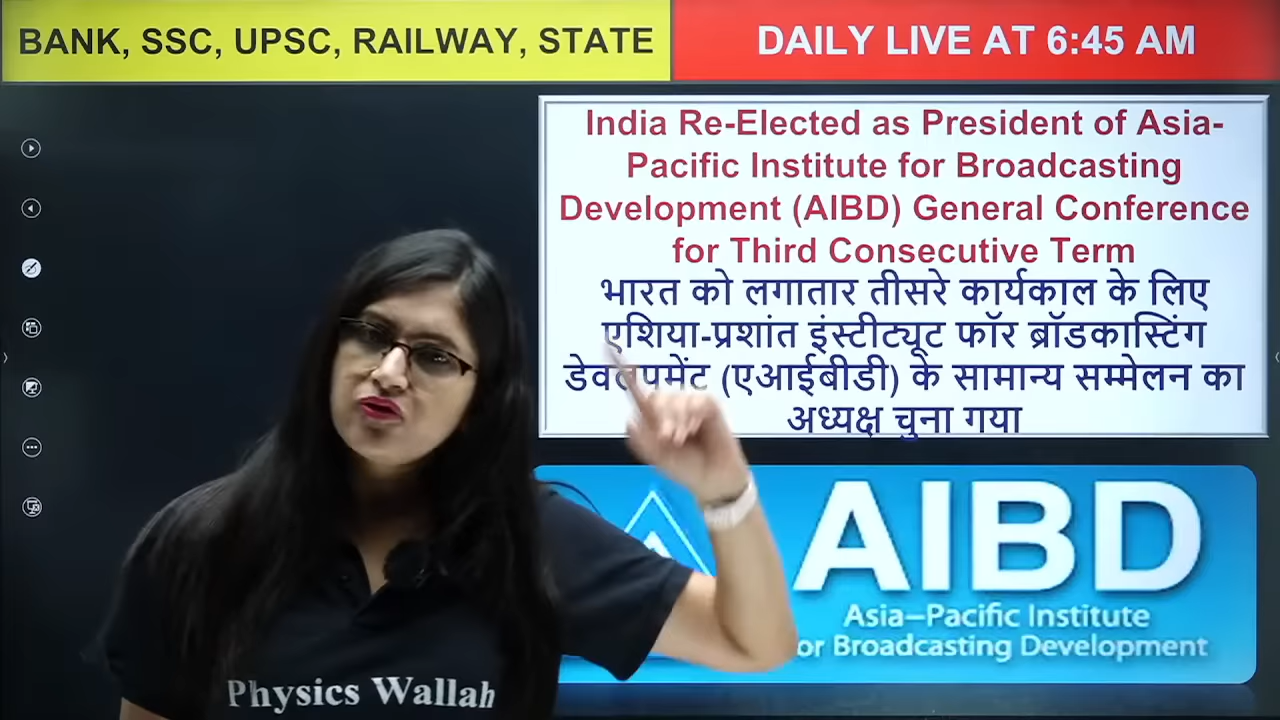 BANK, SSC, UPSC, RAILWAY, STATE
DAILY LIVE AT 6:45 AM
India Re-Elected as President of Asia-
Pacific Institute for Broadcasting
Development (AIBD) General Conference
for Third Consecutive Term
भारत को लगातार तीसरे कार्यकाल के लिए
एशिया-प्रशांत इंस्टीट्यूट फॉर ब्रॉडकास्टिंग
डेवलपमेंट (एआईबीडी) के सामान्य सम्मेलन का
अध्यक्ष चुना गया
AIBD
Asia–Pacific Institute
or Broadcasting Development
Physics Wallah